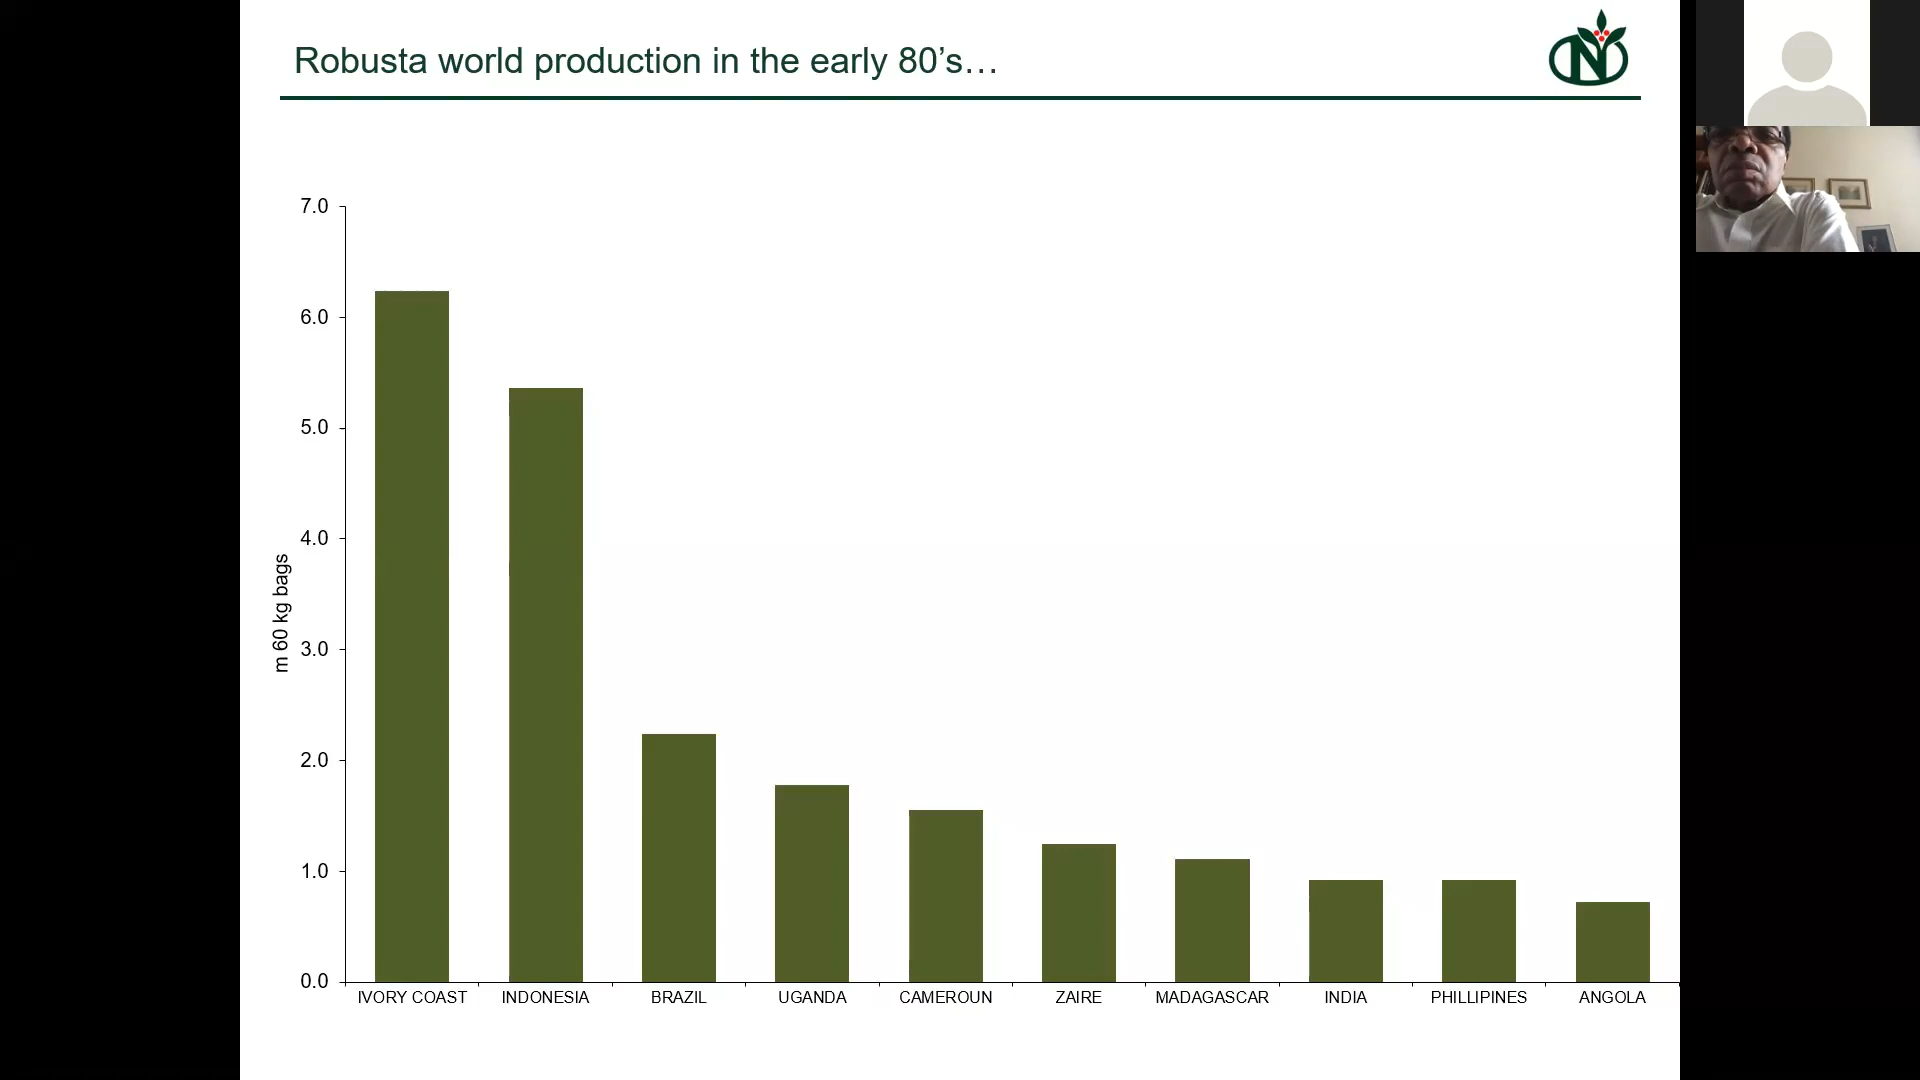 Robusta world production in the early 80’s…
N
7.0
6.0
5.0
4.0
3.0
2.0
1.0
0.0
m 60 kg bags
IVORY COAST INDONESIA BRAZIL UGANDA CAMEROUN ZAIRE MADAGASCAR INDIA PHILLIPINES ANGOLA